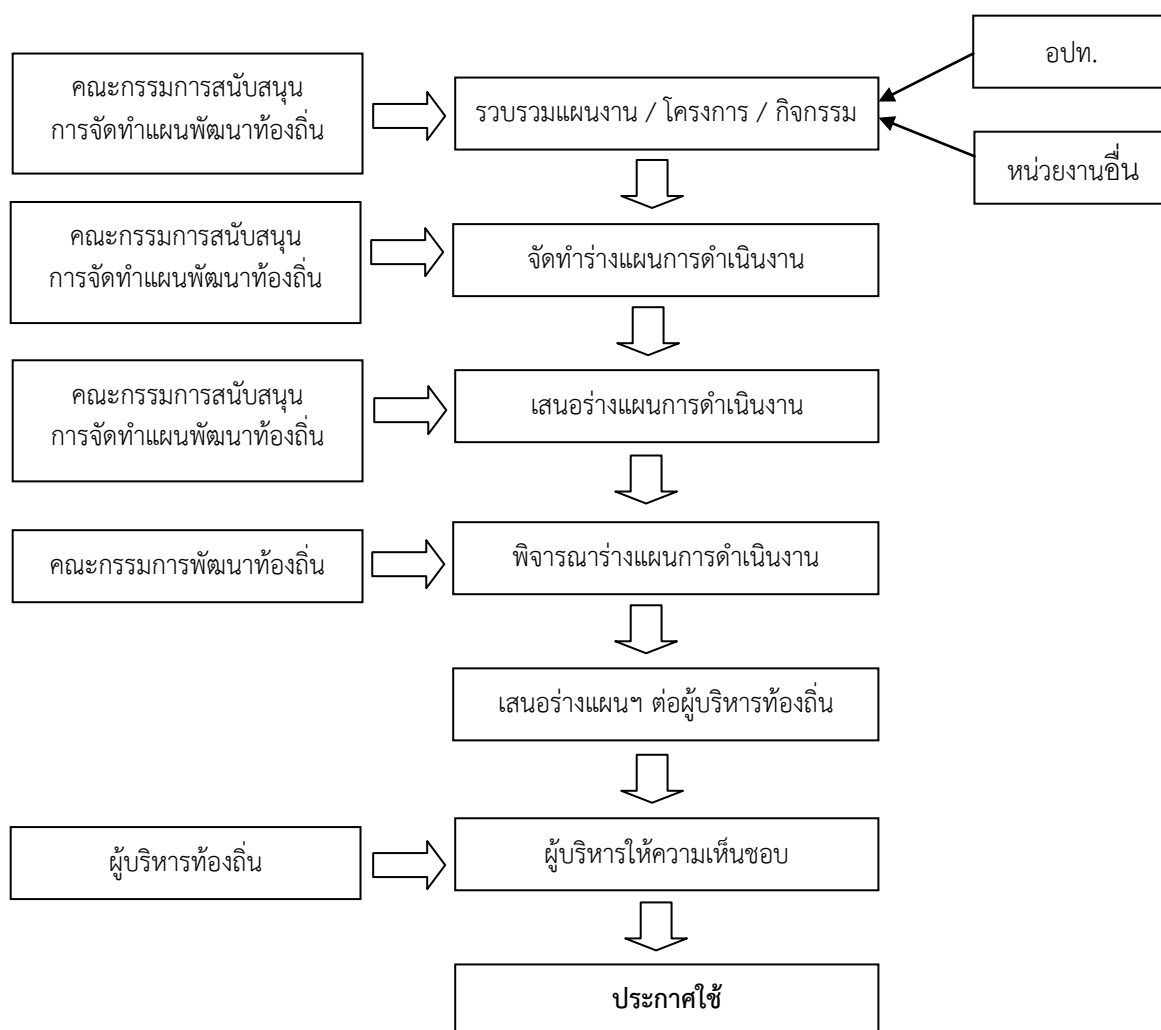 อปท.
คณะกรรมการสนับสนุน
การจัดทำแผนพัฒนาท้องถิ่น
รวบรวมแผนงาน / โครงการ / กิจกรรม
หน่วยงานอื่น
คณะกรรมการสนับสนุน
การจัดทำแผนพัฒนาท้องถิ่น
จัดทำร่างแผนการดำเนินงาน
คณะกรรมการสนับสนุน
การจัดทำแผนพัฒนาท้องถิ่น
เสนอร่างแผนการดำเนินงาน
คณะกรรมการพัฒนาท้องถิ่น
พิจารณาร่างแผนการดำเนินงาน
เสนอร่างแผนฯ ต่อผู้บริหารท้องถิ่น
ผู้บริหารท้องถิ่น
ผู้บริหารให้ความเห็นชอบ
ประกาศใช้